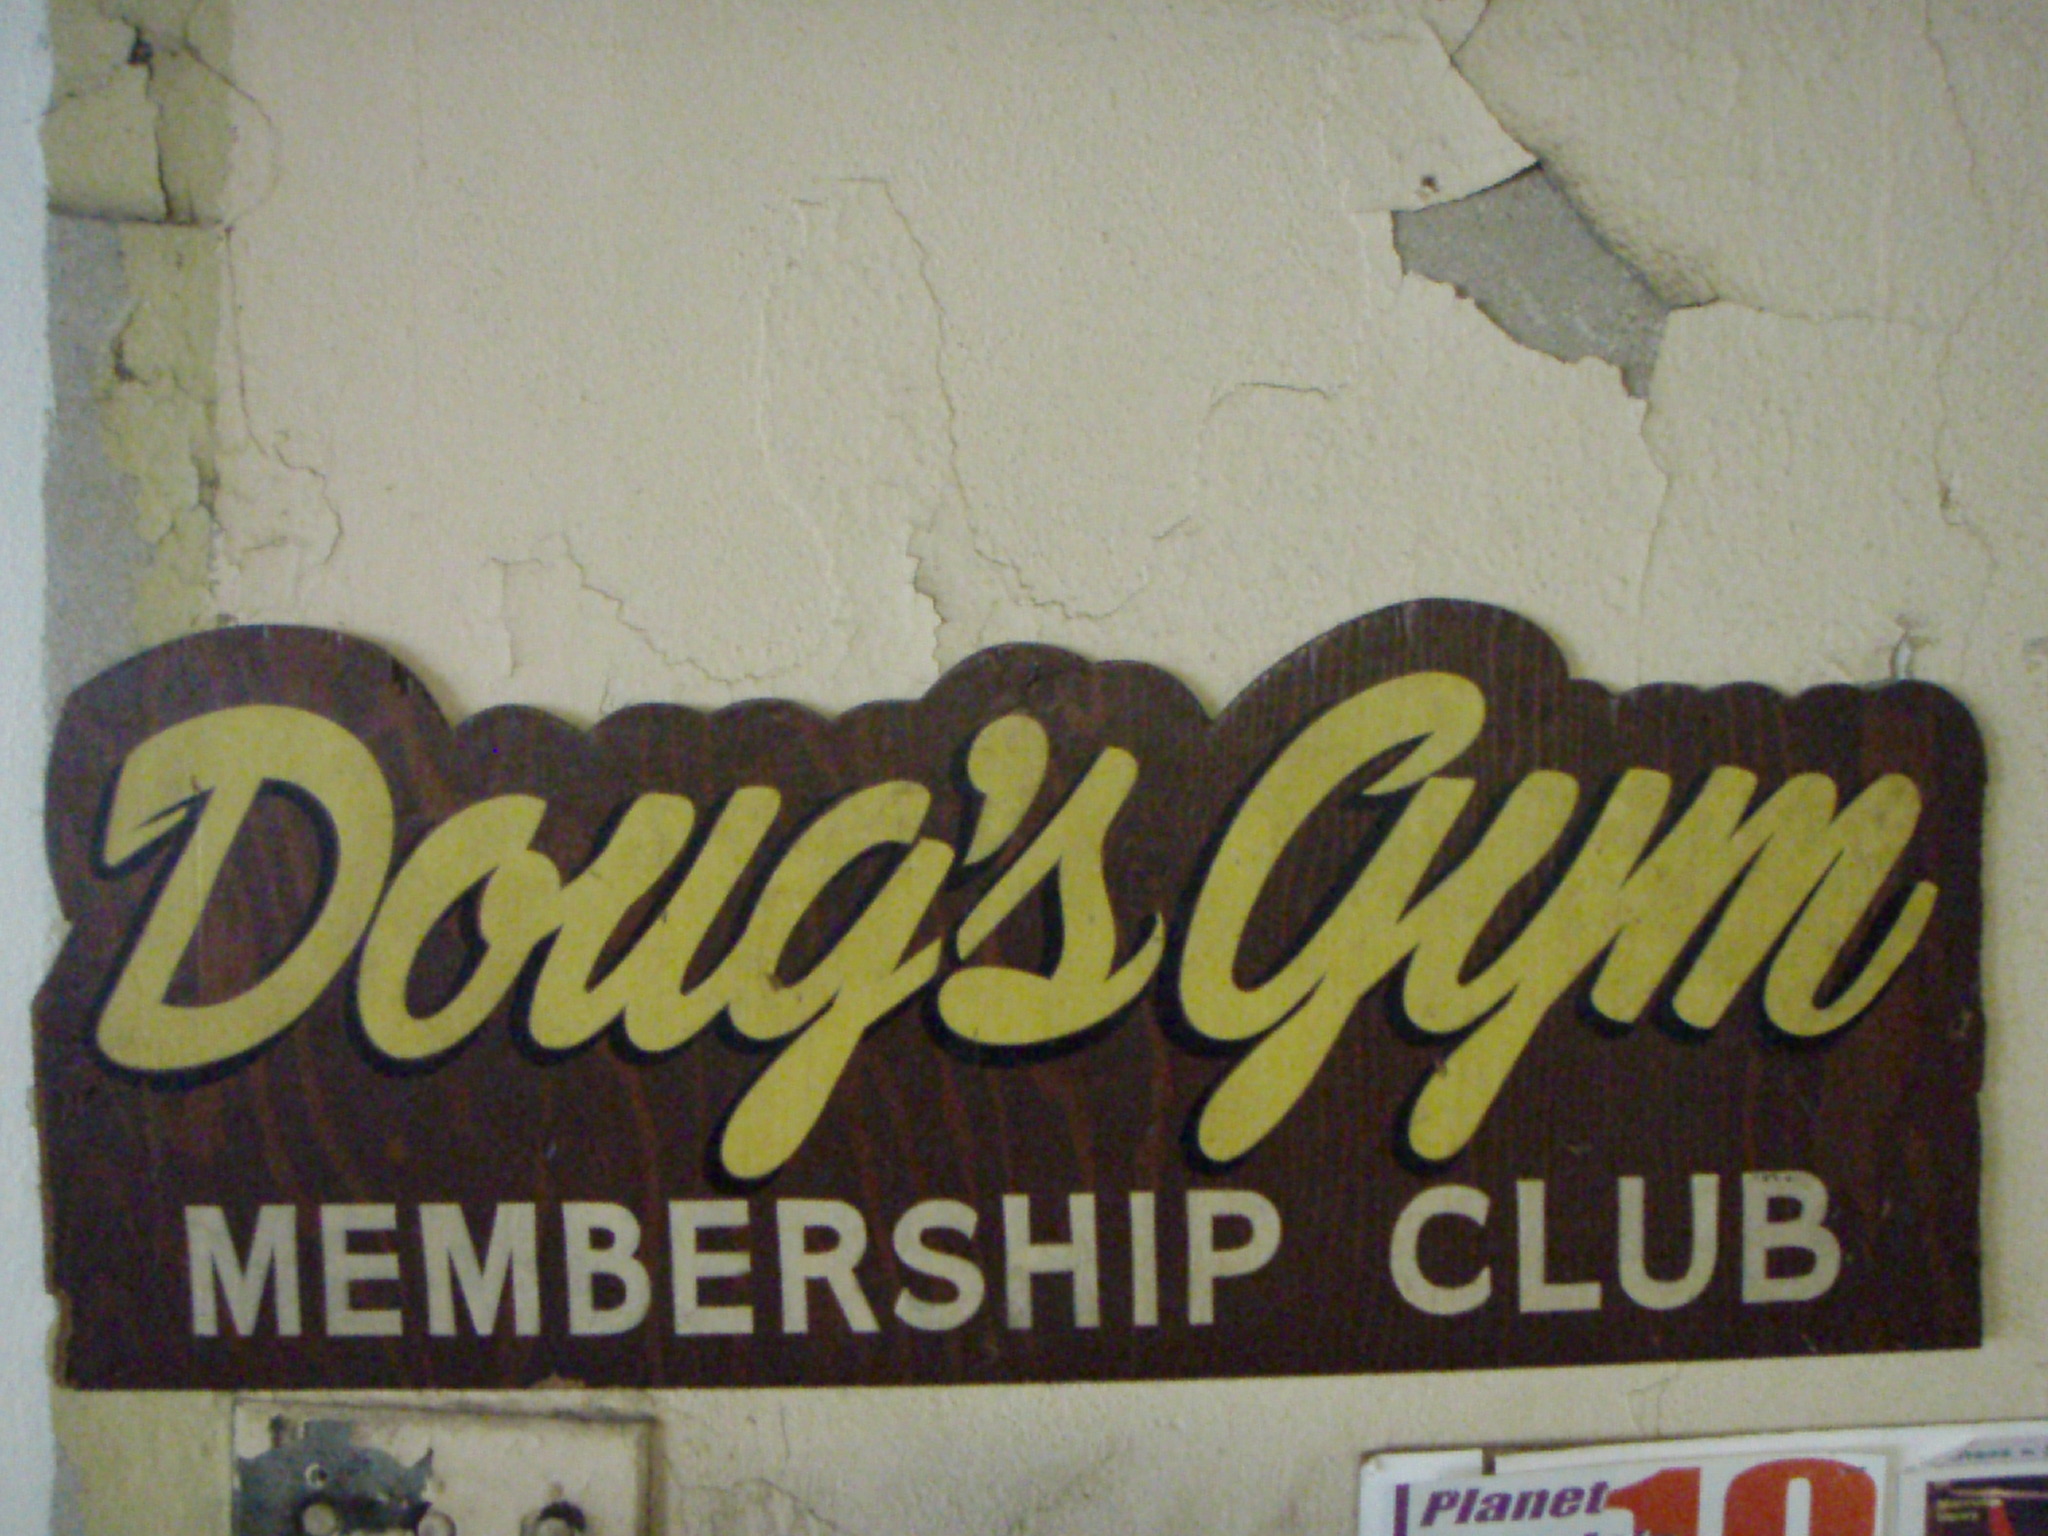 Doug's Gym
MEMBERSHIP CLUB
Planet 10